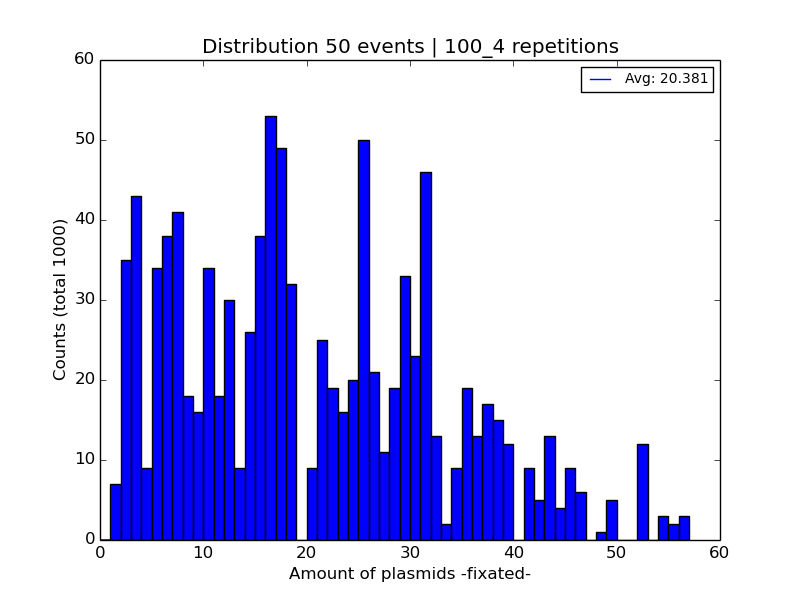 Distribution 50 events | 100_4 repetitions
Avg: 20.381
60
50
40
30
20
10
0
Counts (total 1000)
0 10 20 30 40 50 60
Amount of plasmids -fixated-